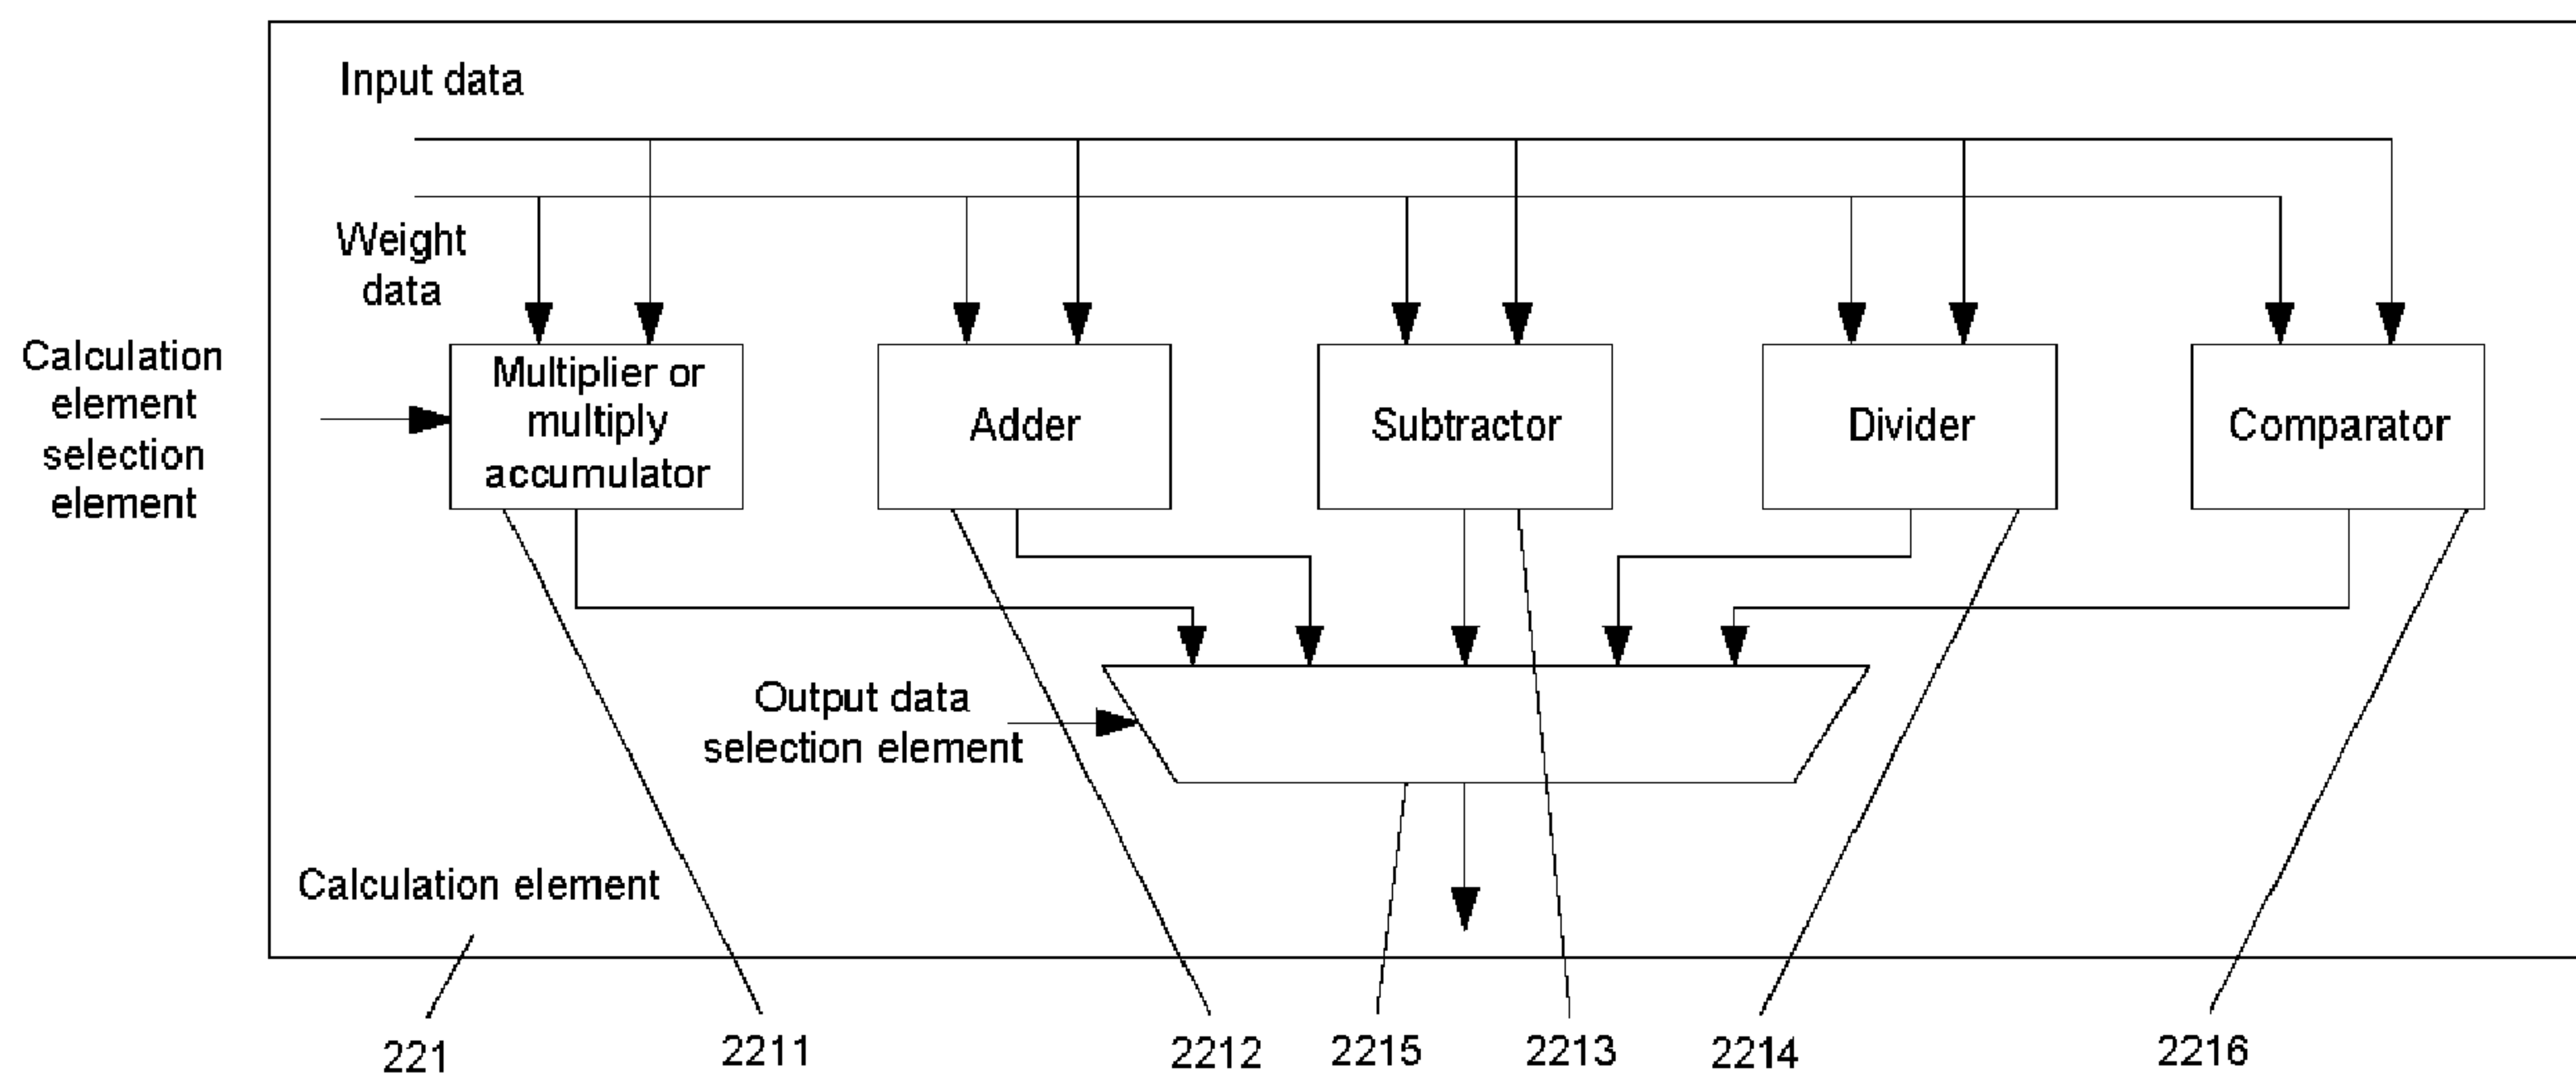 Input data
Weight
data
Calculation
element
selection
element
Multiplier or
multiply
accumulator
Adder
Subtractor
Divider
Comparator
Output data
selection element
Calculation element
221
2211
2212
2215
2213
2214
2216